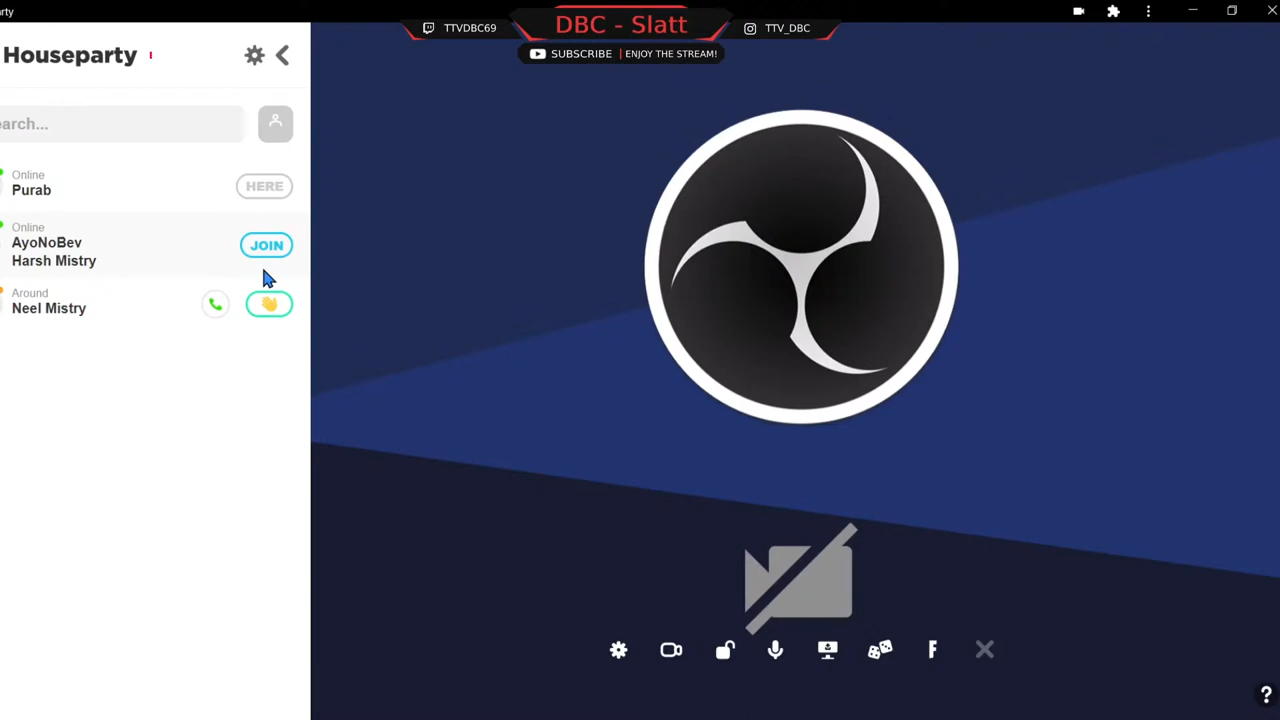 rty
TTVDBC69
DBC - Slatt
TTV_DBC
SUBSCRIBE
ENJOY THE STREAM!
Houseparty
earch...
Online
Purab
HERE
Online
AyoNoBev
Harsh Mistry
JOIN
Around
Neel Mistry
F
?